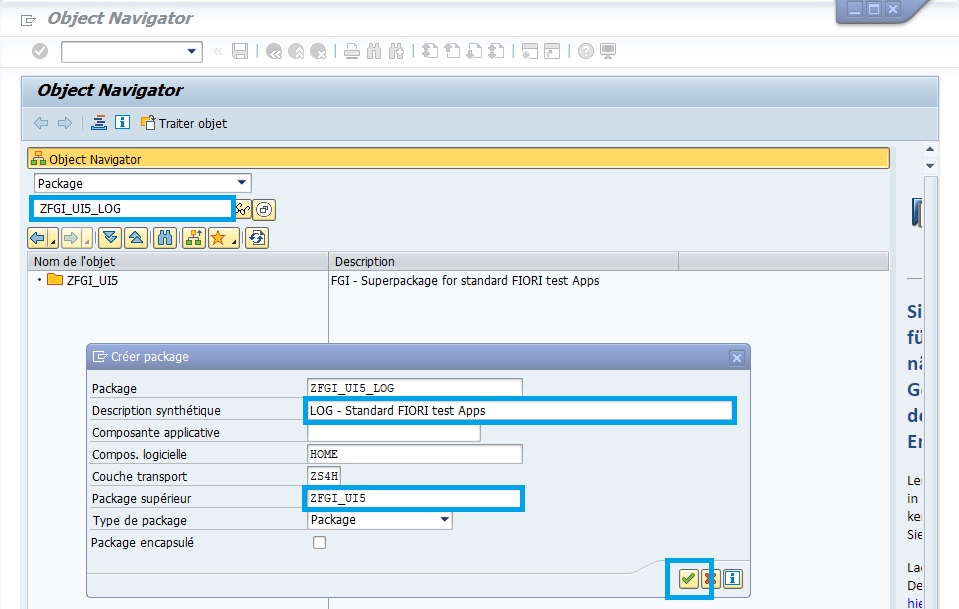 Object Navigator
Object Navigator
Traiter objet
Object Navigator
Package
ZFGI_UI5_LOG
Nom de l'objet Description
ZFGI_UI5 FGI - Superpackage for standard FIORI test Apps
Créer package
Package ZFGI_UI5_LOG
Description synthétique LOG - Standard FIORI test Apps
Composante applicative
Compos. logicielle HOME
Couche transport ZS4H
Package supérieur ZFGI_UI5
Type de package Package
Package encapsulé
Si
fü
nä
G
de
Er
Le
in
ke
Sie
La
De
hie